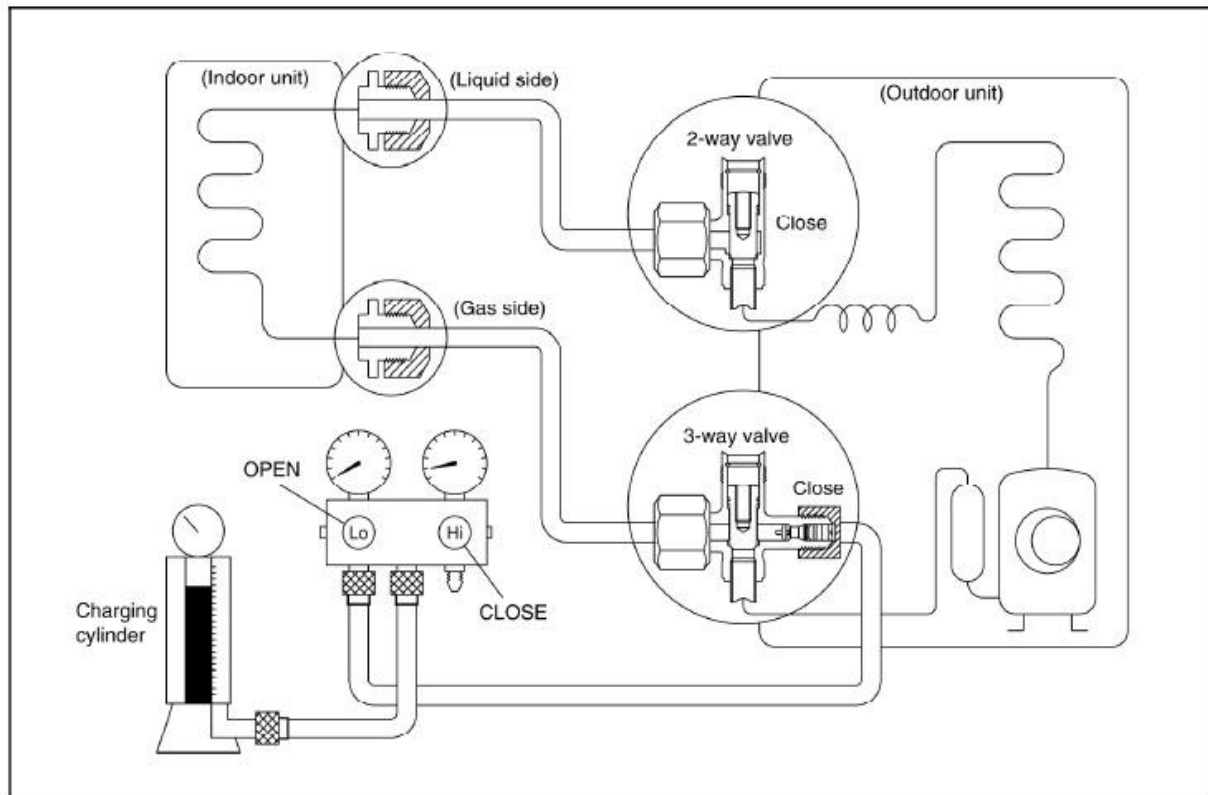 (Indoor unit)
(Liquid side)
(Outdoor unit)
2-way valve
Close
(Gas side)
3-way valve
Close
OPEN
Lo
Hi
CLOSE
Charging
cylinder